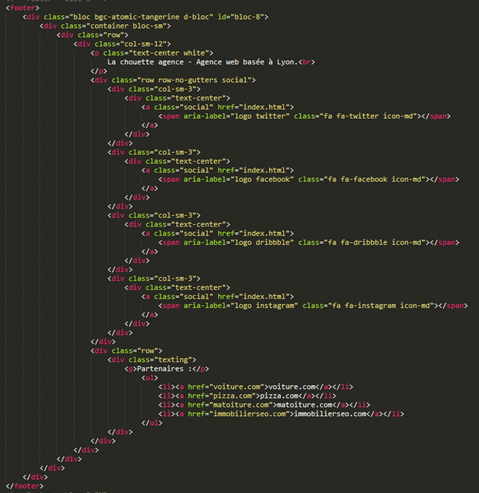 <footer>
<div class="bloc bgc-atomic-tangerine d-bloc" id="bloc-8">
<div class="container bloc-sm">
<div class="row">
<div class="col-sm-12">
<p class="text-center white">
La chouette agence - Agence web basée à Lyon.<br>
</p>
<div class="row row-no-gutters social">
<div class="col-sm-3">
<div class="text-center">
<a class="social" href="index.html">
<span aria-label="logo twitter" class="fa fa-twitter icon-md"></span>
</a>
</div>
</div>
<div class="col-sm-3">
<div class="text-center">
<a class="social" href="index.html">
<span aria-label="logo facebook" class="fa fa-facebook icon-md"></span>
</a>
</div>
</div>
<div class="col-sm-3">
<div class="text-center">
<a class="social" href="index.html">
<span aria-label="logo dribbble" class="fa fa-dribbble icon-md"></span>
</a>
</div>
</div>
<div class="col-sm-3">
<div class="text-center">
<a class="social" href="index.html">
<span aria-label="logo instagram" class="fa fa-instagram icon-md"></span>
</a>
</div>
</div>
</div>
<div class="row">
<div class="texting">
<p>Partenaires :</p>
<ul>
<li><a href="voiture.com">voiture.com</a></li>
<li><a href="pizza.com">pizza.com</a></li>
<li><a href="matoiture.com">matoiture.com</a></li>
<li><a href="immobilierseo.com">immobilierseo.com</a></li>
</ul>
</div>
</div>
</div>
</div>
</div>
</div>
</footer>